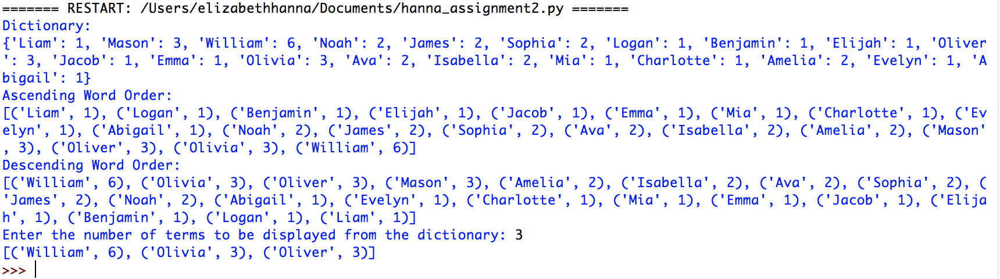 ======= RESTART: /Users/elizabethhanna/Documents/hanna_assignment2.py =======
Dictionary:
{'Liam': 1, 'Mason': 3, 'William': 6, 'Noah': 2, 'James': 2, 'Sophia': 2, 'Logan': 1, 'Benjamin': 1, 'Elijah': 1, 'Oliver
': 3, 'Jacob': 1, 'Emma': 1, 'Olivia': 3, 'Ava': 2, 'Isabella': 2, 'Mia': 1, 'Charlotte': 1, 'Amelia': 2, 'Evelyn': 1, 'A
bigail': 1}
Ascending Word Order:
[('Liam', 1), ('Logan', 1), ('Benjamin', 1), ('Elijah', 1), ('Jacob', 1), ('Emma', 1), ('Mia', 1), ('Charlotte', 1), ('Ev
elyn', 1), ('Abigail', 1), ('Noah', 2), ('James', 2), ('Sophia', 2), ('Ava', 2), ('Isabella', 2), ('Amelia', 2), ('Mason'
, 3), ('Oliver', 3), ('Olivia', 3), ('William', 6)]
Descending Word Order:
[('William', 6), ('Olivia', 3), ('Oliver', 3), ('Mason', 3), ('Amelia', 2), ('Isabella', 2), ('Ava', 2), ('Sophia', 2), (
'James', 2), ('Noah', 2), ('Abigail', 1), ('Evelyn', 1), ('Charlotte', 1), ('Mia', 1), ('Emma', 1), ('Jacob', 1), ('Elija
h', 1), ('Benjamin', 1), ('Logan', 1), ('Liam', 1)]
Enter the number of terms to be displayed from the dictionary: 3
[('William', 6), ('Olivia', 3), ('Oliver', 3)]
>>>